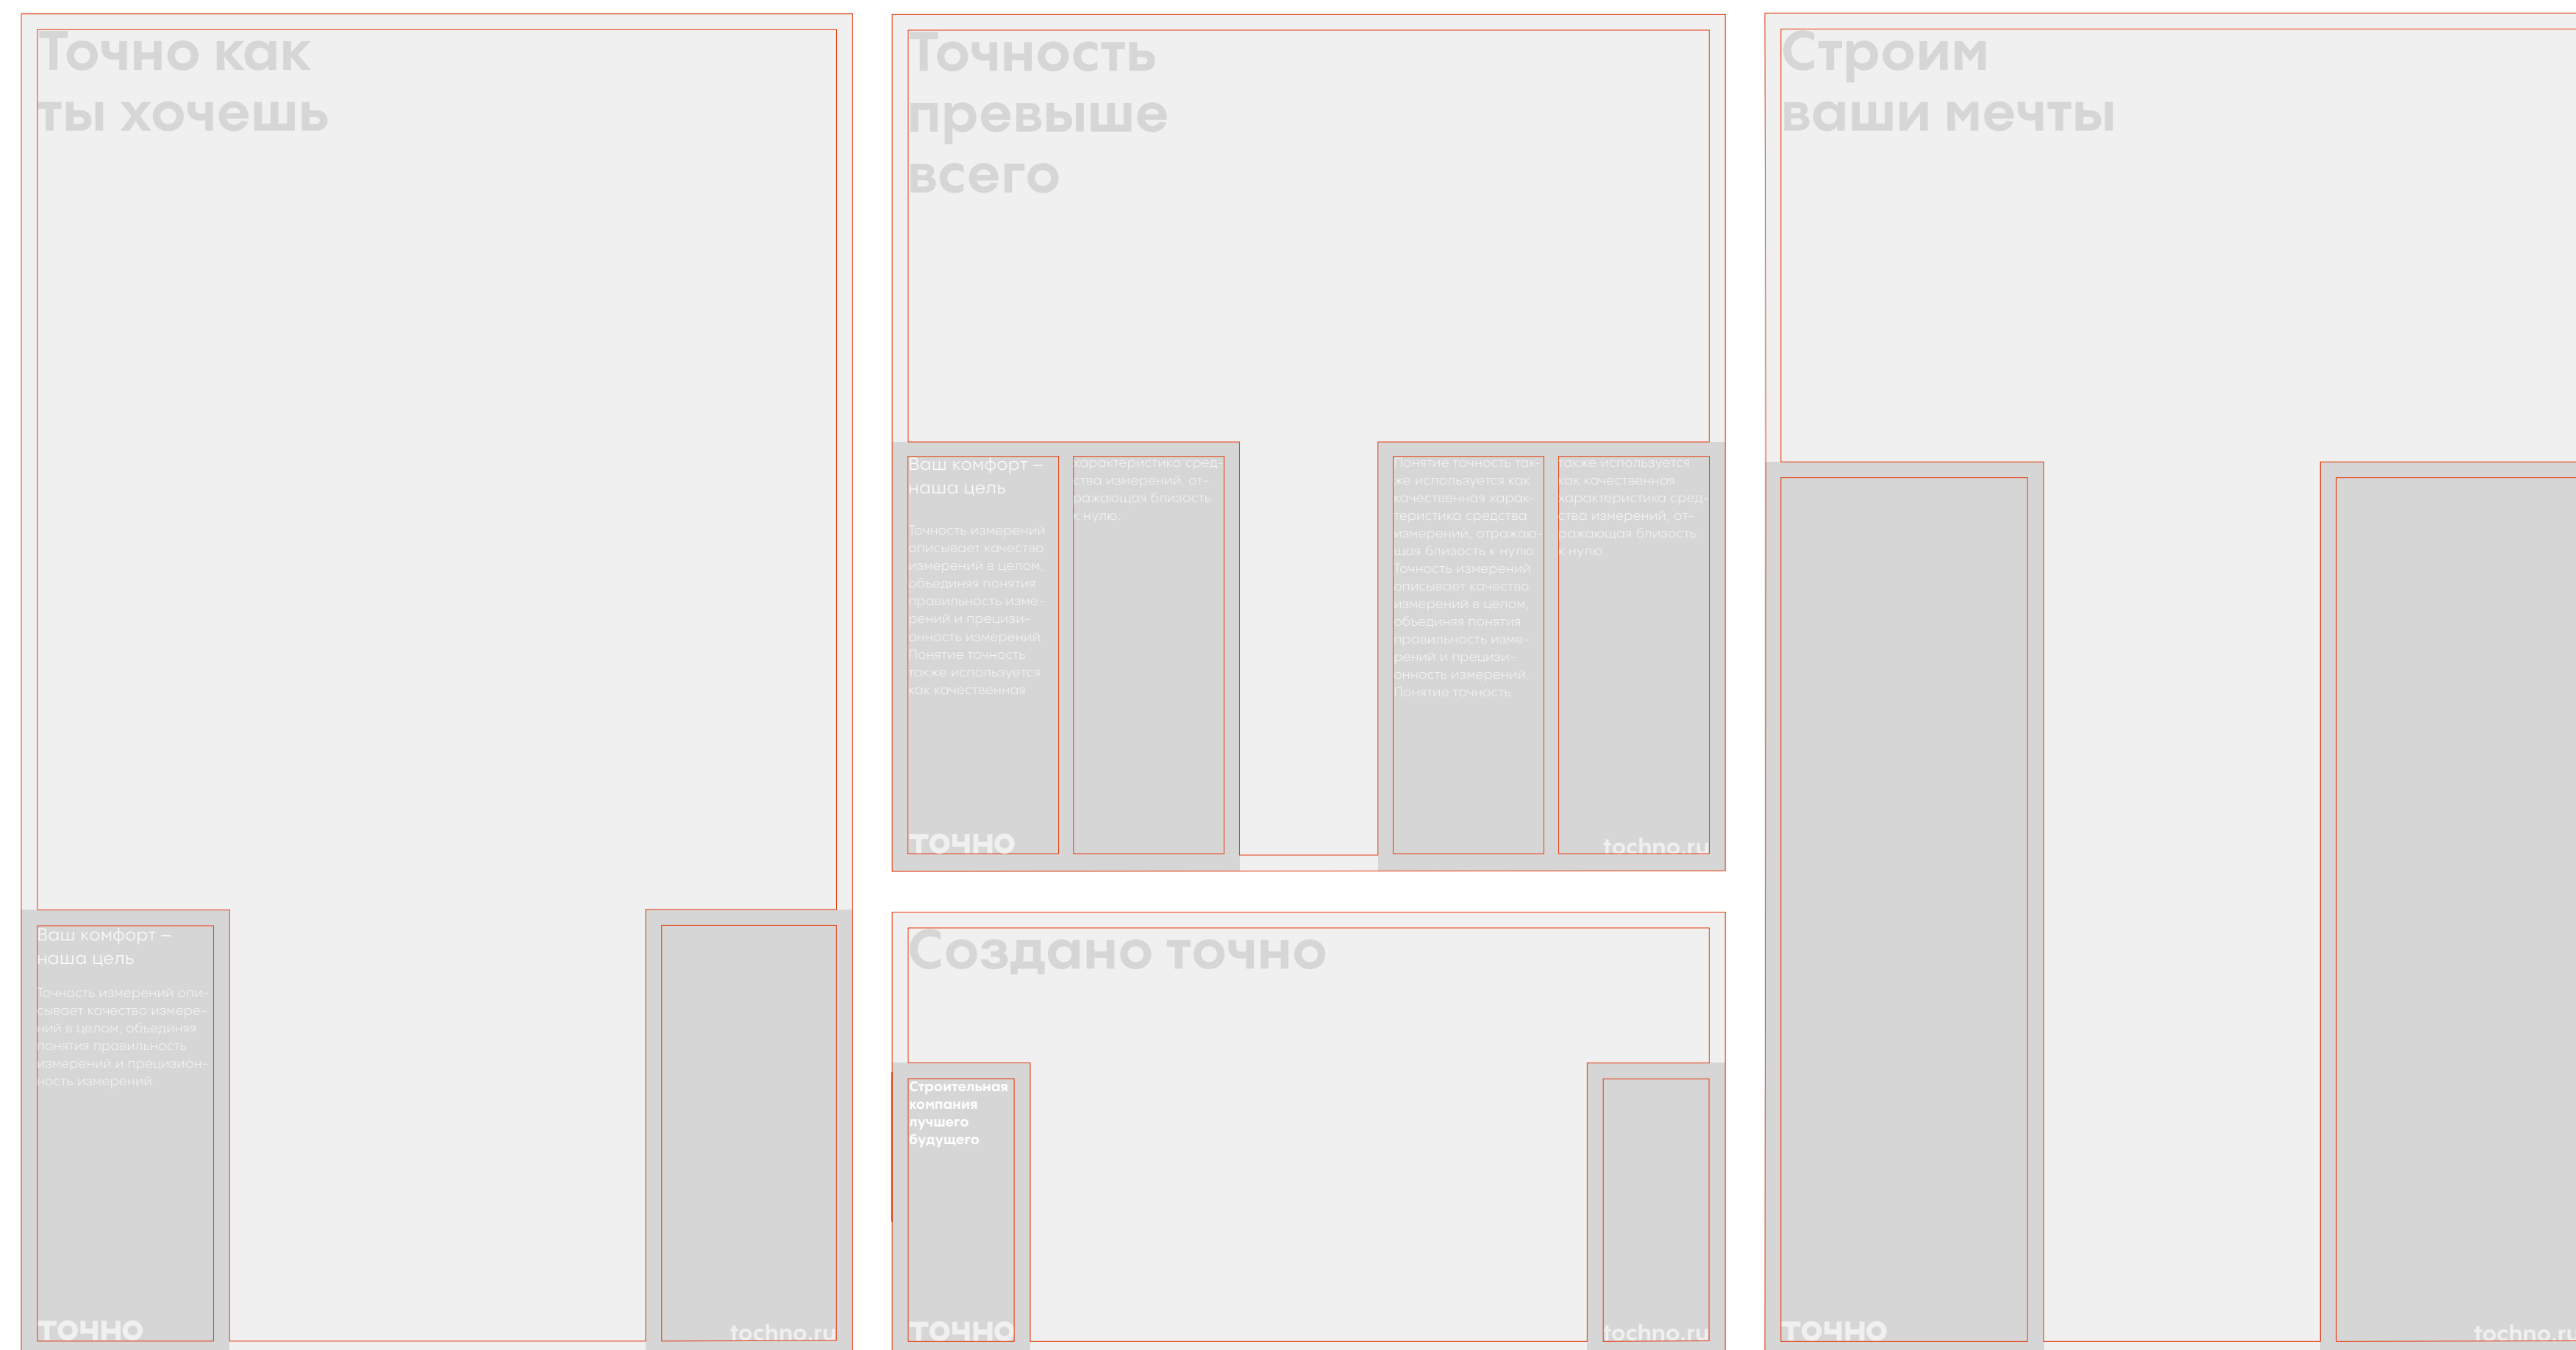 Точно как
ты хочешь
Ваш комфорт –
наша цель
Точность измерений опи-
сывает качество измере-
ний в целом, объединяя
понятия правильность
измерений и прецизион-
ность измерений
точно
tochno.ru
Точность
превыше
всего
Ваш комфорт –
наша цель
Точность измерений
описывает качество
измерений в целом,
объединяя понятия
правильность изме-
рений и прецизи-
онность измерений.
Понятие точность
также используется
как качественная
характеристика сред-
ства измерений, от-
ражающая близость
к нулю.
Понятие точность так-
же используется как
качественная харак-
теристика средства
измерений, отражаю-
щая близость к нулю.
Точность измерений
описывает качество
измерений в целом,
объединяя понятия
правильность изме-
рений и прецизи-
онность измерений.
Понятие точность
также используется
как качественная
характеристика сред-
ства измерений, от-
ражающая близость
к нулю.
точно
tochno.ru
Создано точно
Строительная
компания
лучшего
будущего
точно
tochno.ru
Строим
ваши мечты
точно
tochno.ru